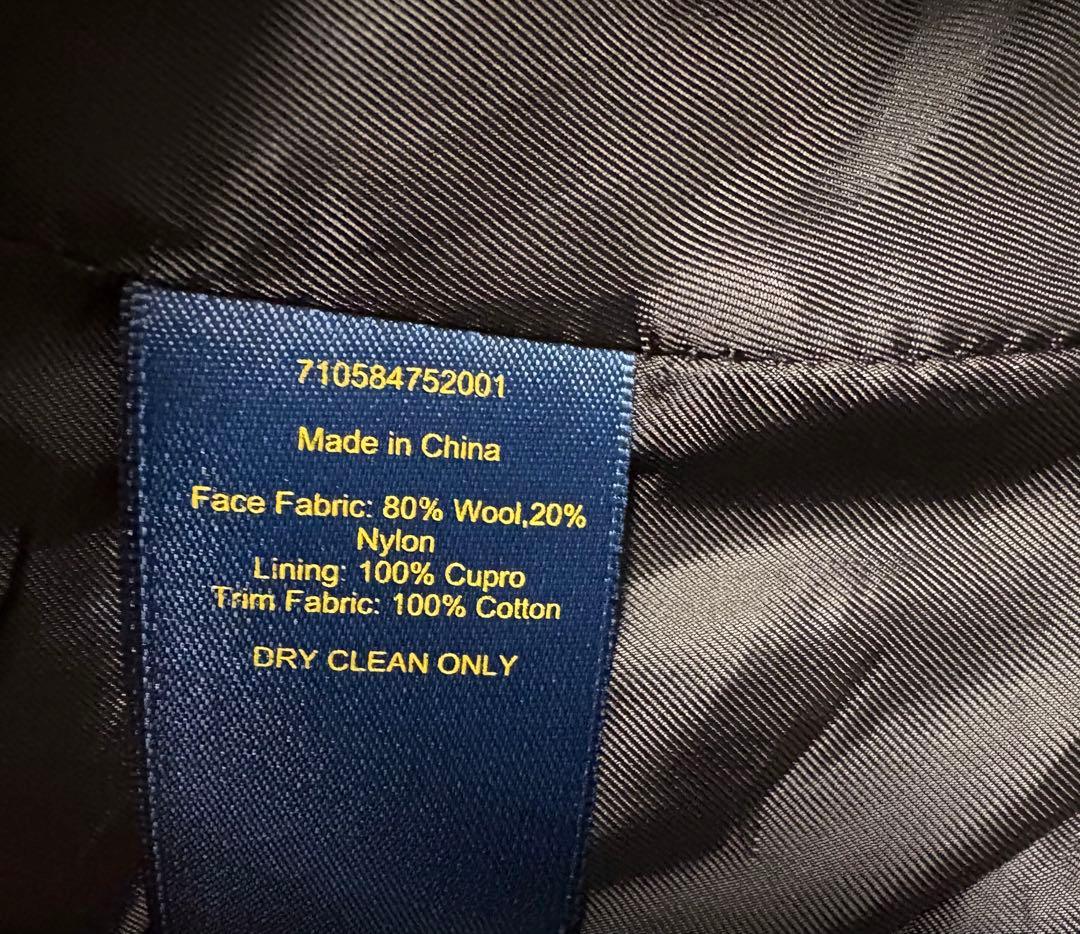 710584752001
Made in China
Face Fabric: 80% Wool,20%
Nylon
Lining: 100% Cupro
Trim Fabric: 100% Cotton
DRY CLEAN ONLY